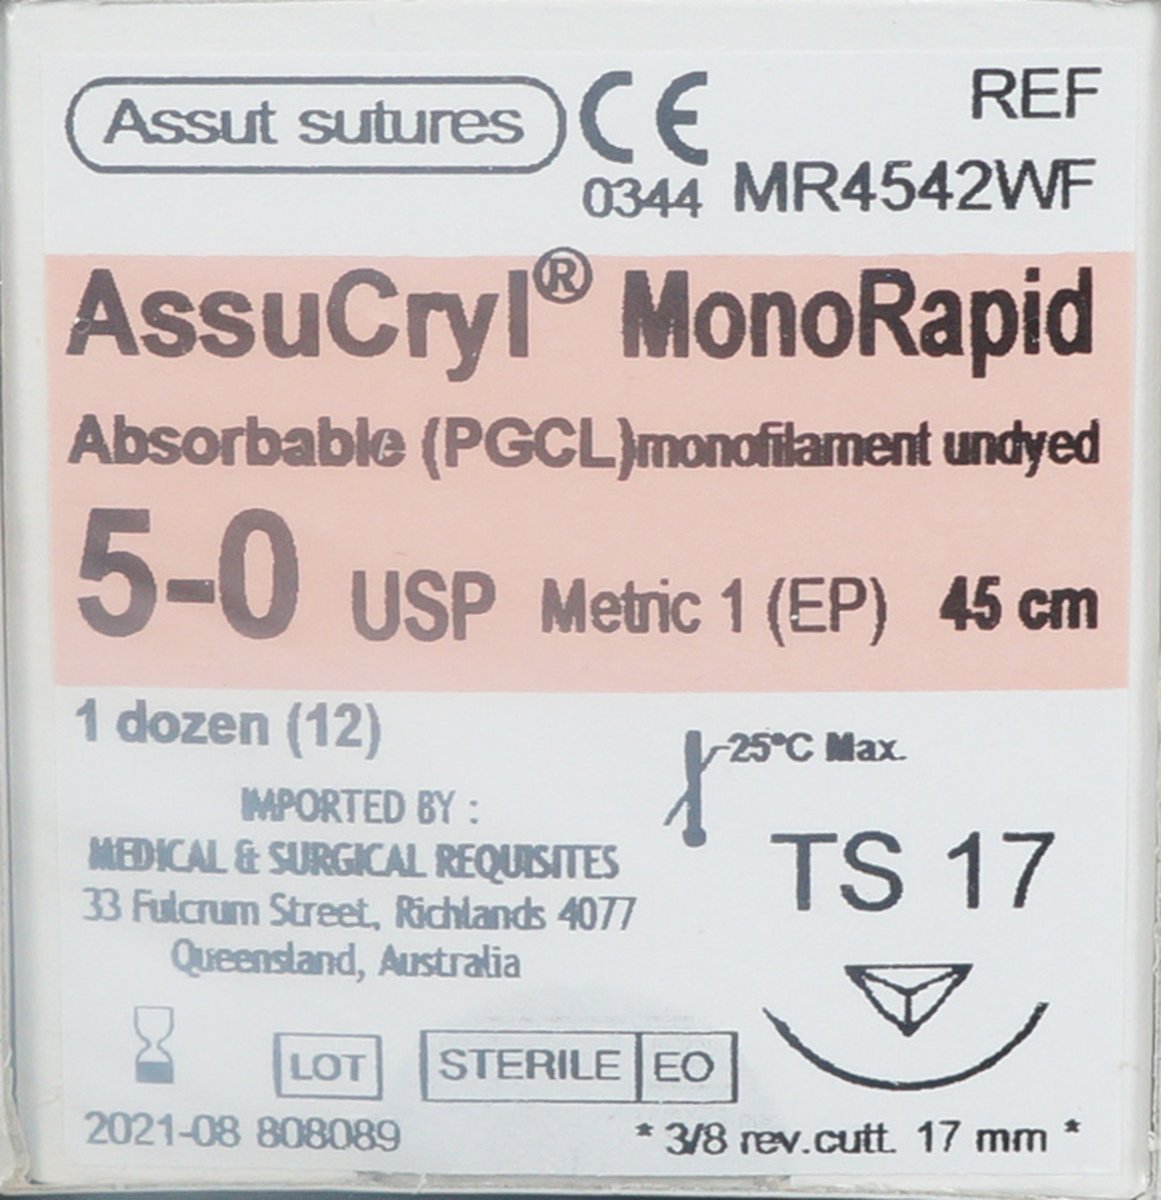 Assut sutures
CE
0344
REF
MR4542WF
AssuCryl® MonoRapid
Absorbable (PGCL)monofilament undyed
5-0 USP Metric 1 (EP) 45 cm
1 dozen (12)
25°C Max.
IMPORTED BY :
MEDICAL & SURGICAL REQUISITES
33 Fulcrum Street, Richlands 4077
Queensland, Australia
TS 17
LOT
STERILE EO
2021-08 808089
* 3/8 rev.cutt. 17 mm *